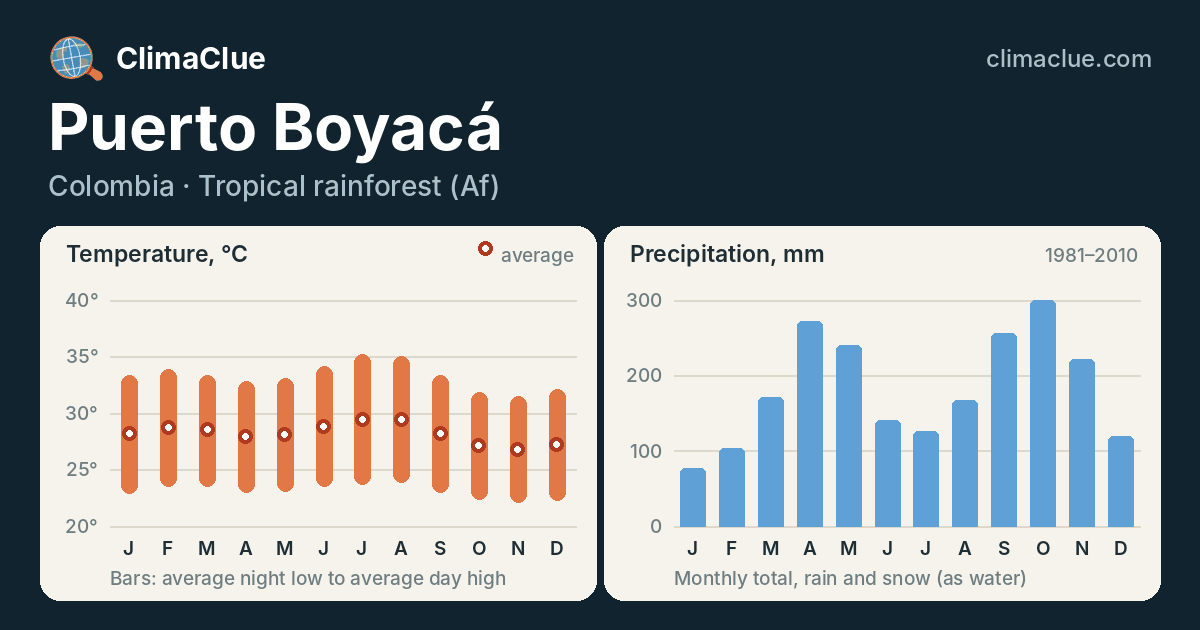 ClimaClue
climaclue.com
Puerto Boyacá
Colombia · Tropical rainforest (Af)
Temperature, °C
average
40°
35°
30°
25°
20°
J F M A M J J A S O N D
Bars: average night low to average day high
Precipitation, mm
1981–2010
300
200
100
0
J F M A M J J A S O N D
Monthly total, rain and snow (as water)